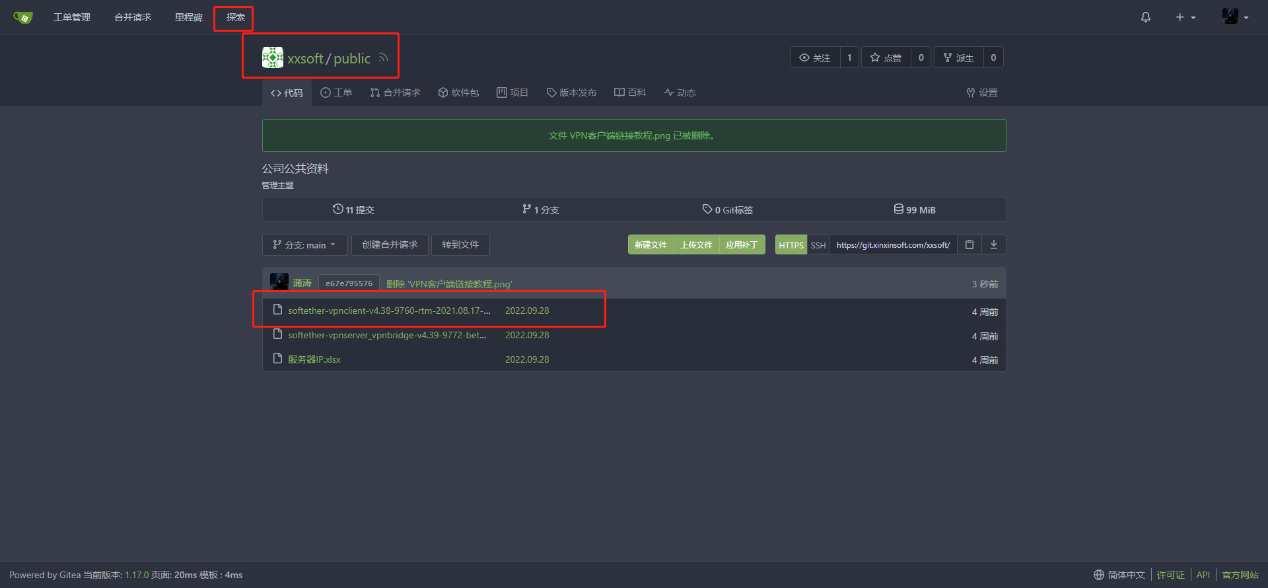 工单管理 合并请求 里程碑 探索
xxsoft/public
关注 1 点赞 0 派生 0
代码 工单 合并请求 软件包 项目 版本发布 百科 动态 设置
文件 VPN客户端链接教程.png 已被删除。
公司公共资料
管理主题
11 提交 1 分支 0 Git标签 99 MiB
分支: main 创建合并请求 转到文件 新建文件 上传文件 应用补丁 HTTPS SSH https://git.xinxinsoft.com/xxsoft/
蒲涛 e67e795576 删除 'VPN客户端链接教程.png' 3 秒前
softether-vpnclient-v4.38-9760-rtm-2021.08.17-... 2022.09.28 4 周前
softether-vpnserver_vpnbridge-v4.39-9772-bet... 2022.09.28 4 周前
服务器IP.xlsx 2022.09.28 4 周前
Powered by Gitea 当前版本: 1.17.0 页面: 20ms 模板 : 4ms 简体中文 许可证 API 官方网站